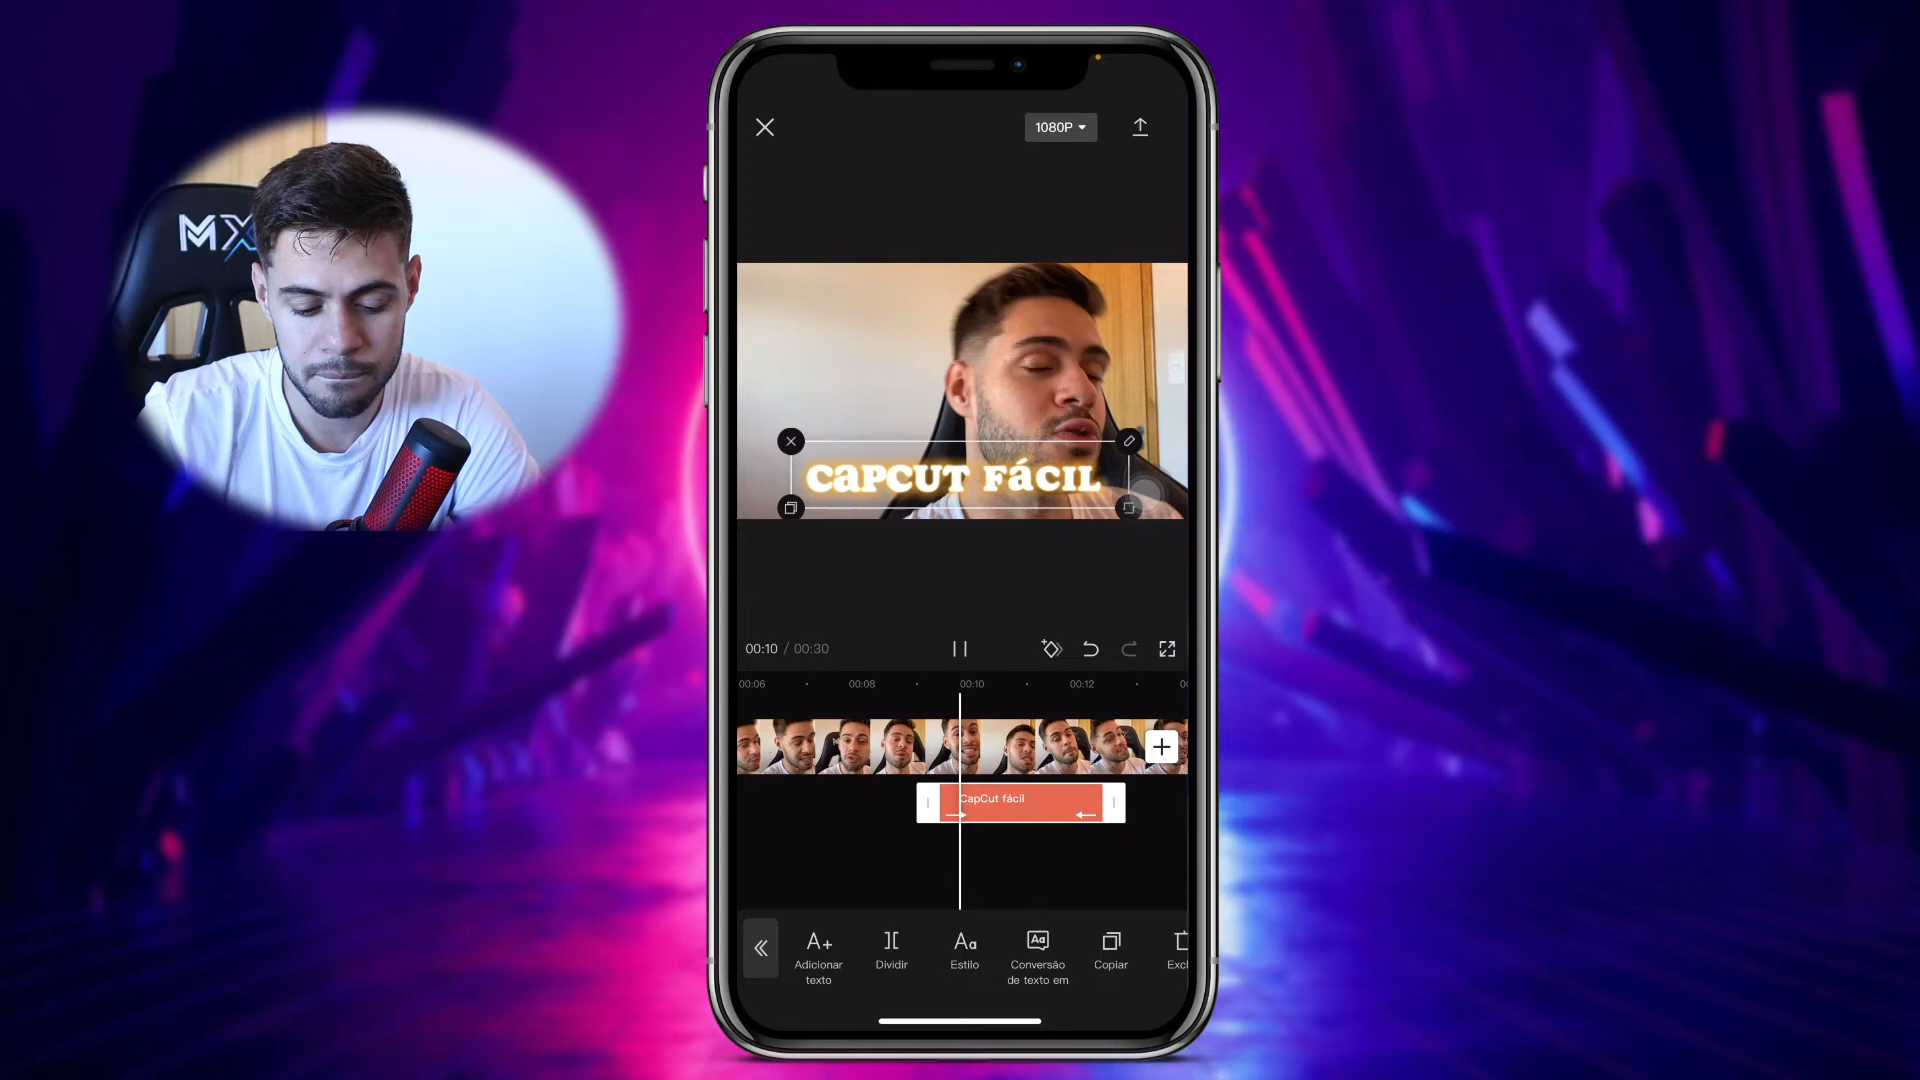 MX
1080P
CAPCUT FÁCIL
00:10 / 00:30
00:06 00:08 00:10 00:12
CapCut fácil
Adicionar texto
Dividir
Estilo
Conversão de texto em
Copiar
Excl